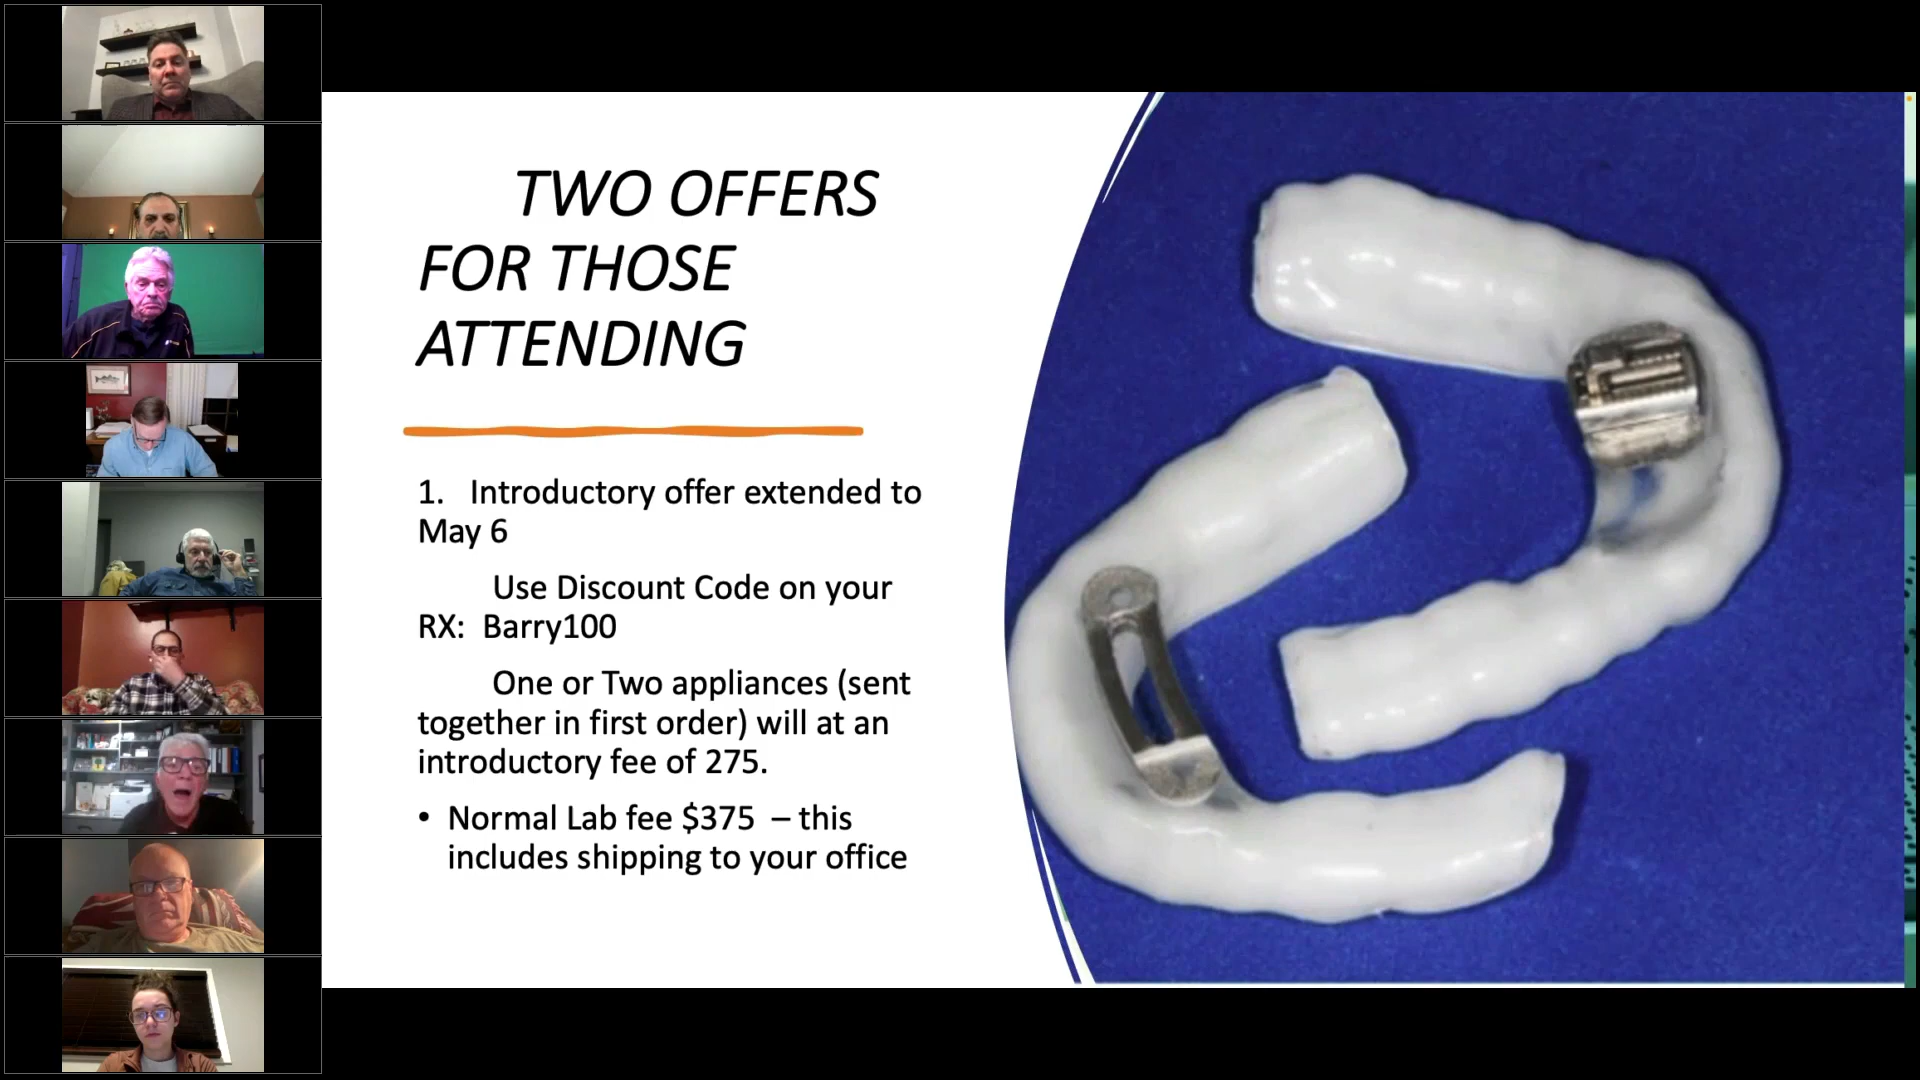 TWO OFFERS
FOR THOSE
ATTENDING
1. Introductory offer extended to
May 6
Use Discount Code on your
RX: Barry100
One or Two appliances (sent
together in first order) will at an
introductory fee of 275.
• Normal Lab fee $375 – this
includes shipping to your office